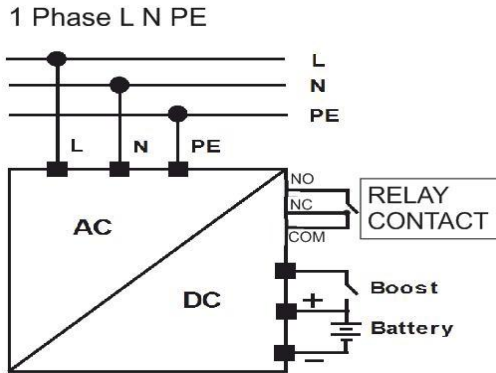 1 Phase L N PE
L
N
PE
L N PE
AC
DC
NO
NC
COM
RELAY
CONTACT
Boost
+
Battery
−